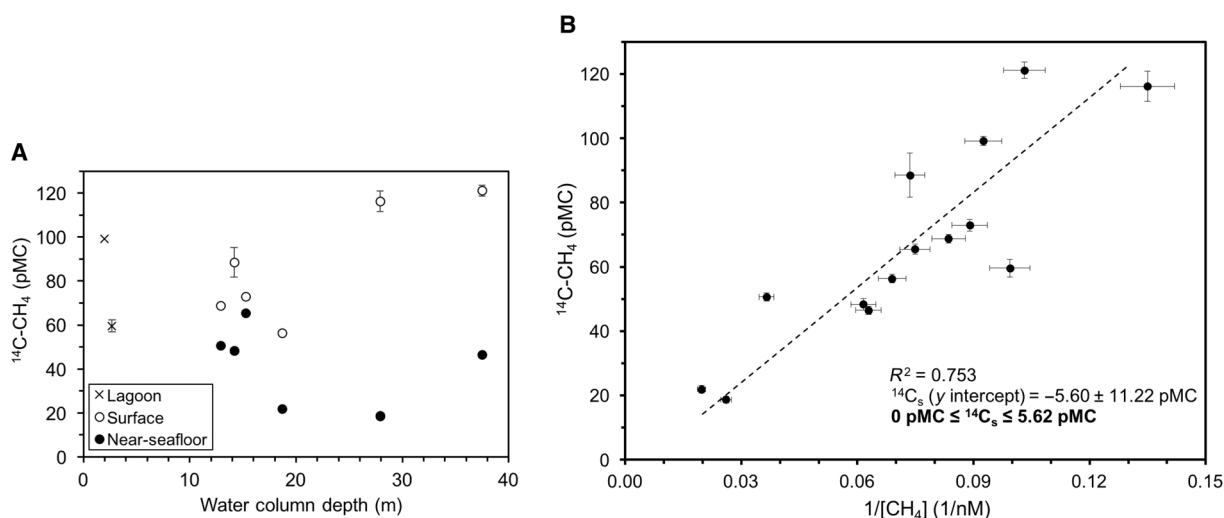 A
¹⁴C-CH₄ (pMC)
120
100
80
60
40
20
0
× Lagoon
○ Surface
● Near-seafloor
0 10 20 30 40
Water column depth (m)
B
¹⁴C-CH₄ (pMC)
120
100
80
60
40
20
0
R² = 0.753
¹⁴Cₛ (y intercept) = −5.60 ± 11.22 pMC
0 pMC ≤ ¹⁴Cₛ ≤ 5.62 pMC
0.00 0.03 0.06 0.09 0.12 0.15
1/[CH₄] (1/nM)